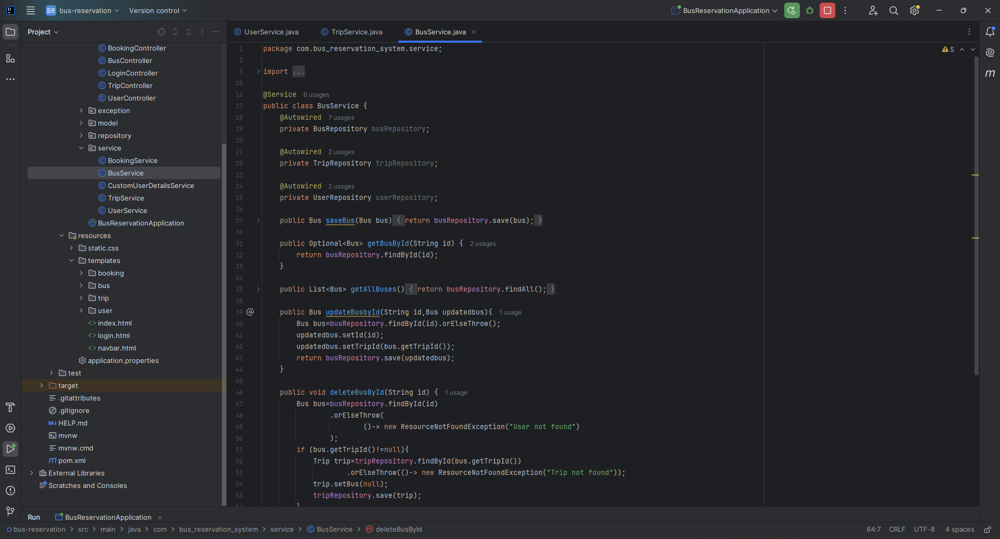 BR bus-reservation Version control BusReservationApplication
Project
UserService.java TripService.java BusService.java
BookingController
BusController
LoginController
TripController
UserController
exception
model
repository
service
BookingService
BusService
CustomUserDetailsService
TripService
UserService
BusReservationApplication
resources
static.css
templates
booking
bus
trip
user
index.html
login.html
navbar.html
application.properties
test
target
.gitattributes
.gitignore
M↓ HELP.md
mvnw
mvnw.cmd
m pom.xml
External Libraries
Scratches and Consoles
5
m
1 package com.bus_reservation_system.service;
2
3 import ...
15
16 @Service 6 usages
17 public class BusService {
18 @Autowired 7 usages
19 private BusRepository busRepository;
20
21 @Autowired 2 usages
22 private TripRepository tripRepository;
23
24 @Autowired 2 usages
25 private UserRepository userRepository;
26
27 public Bus saveBus(Bus bus) { return busRepository.save(bus); }
30
31 public Optional<Bus> getBusById(String id) { 2 usages
32 return busRepository.findById(id);
33 }
34
35 public List<Bus> getAllBuses() { return busRepository.findAll(); }
38
39 @ public Bus updateBusbyId(String id,Bus updatedbus){ 1 usage
40 Bus bus=busRepository.findById(id).orElseThrow();
41 updatedbus.setId(id);
42 updatedbus.setTripId(bus.getTripId());
43 return busRepository.save(updatedbus);
44 }
45
46 public void deleteBusById(String id) { 1 usage
47 Bus bus=busRepository.findById(id)
48 .orElseThrow(
49 ()-> new ResourceNotFoundException("User not found")
50 );
51 if (bus.getTripId()!=null){
52 Trip trip=tripRepository.findById(bus.getTripId())
53 .orElseThrow(()-> new ResourceNotFoundException("Trip not found"));
54 trip.setBus(null);
55 tripRepository.save(trip);
Run BusReservationApplication
bus-reservation > src > main > java > com > bus_reservation_system > service > BusService > deleteBusById 64:7 CRLF UTF-8 4 spaces